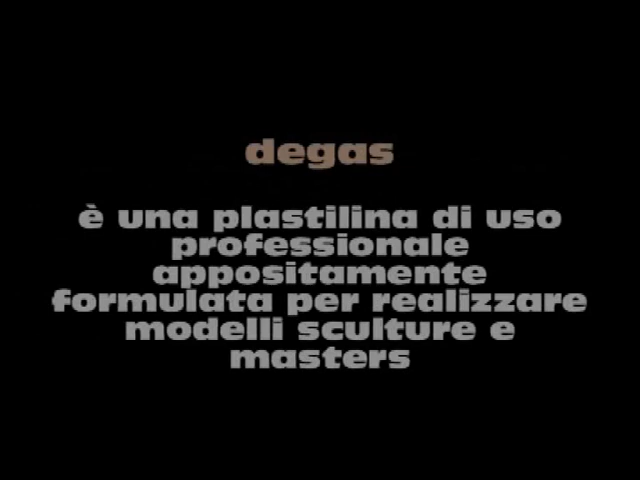 degas
è una plastilina di uso
professionale
appositamente
formulata per realizzare
modelli sculture e
masters